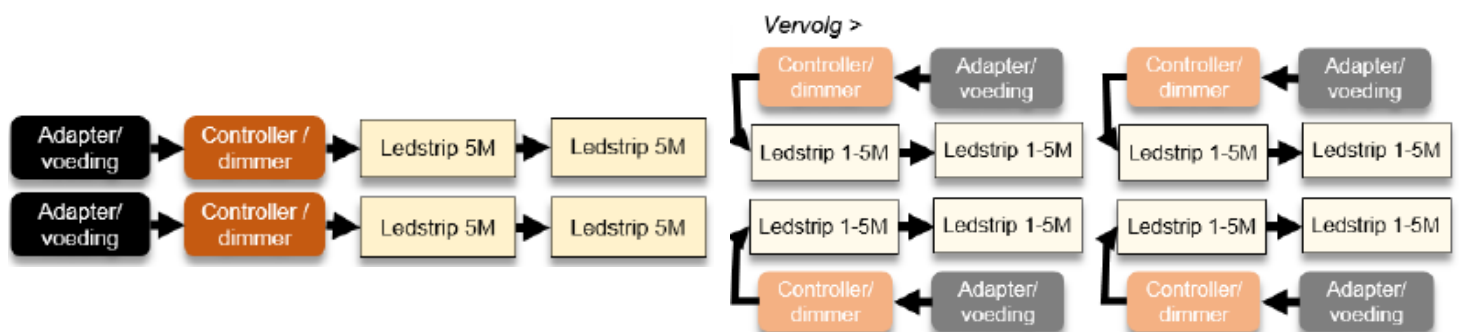 Vervolg >
Controller/
dimmer
Adapter/
voeding
Controller/
dimmer
Adapter/
voeding
Adapter/
voeding
Controller /
dimmer
Ledstrip 5M
Ledstrip 5M
Ledstrip 1-5M
Ledstrip 1-5M
Ledstrip 1-5M
Ledstrip 1-5M
Adapter/
voeding
Controller /
dimmer
Ledstrip 5M
Ledstrip 5M
Ledstrip 1-5M
Ledstrip 1-5M
Ledstrip 1-5M
Ledstrip 1-5M
Controller/
dimmer
Adapter/
voeding
Controller/
dimmer
Adapter/
voeding